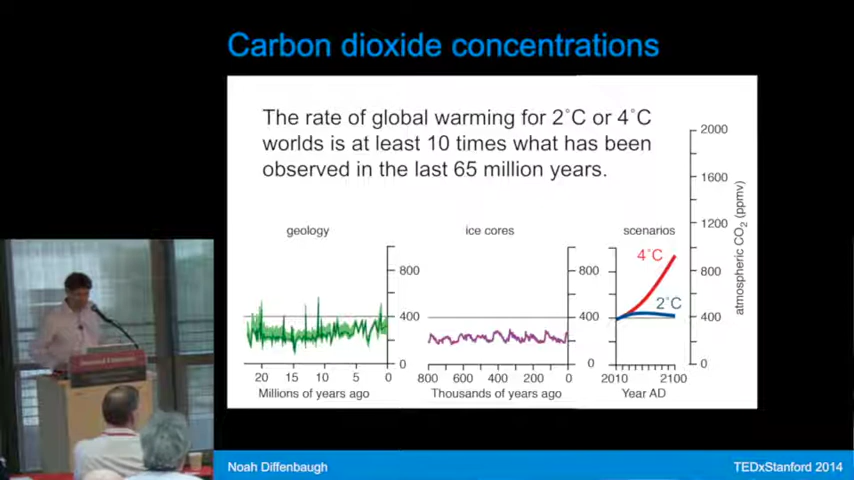 Carbon dioxide concentrations
The rate of global warming for 2°C or 4°C
worlds is at least 10 times what has been
observed in the last 65 million years.
geology
ice cores
scenarios
2000
1600
1200
800
400
0
atmospheric CO₂ (ppmv)
800
400
0
20 15 10 5 0
Millions of years ago
800
400
0
800 600 400 200 0
Thousands of years ago
4°C
2°C
2010 2100
Year AD
Noah Diffenbaugh
TEDxStanford 2014